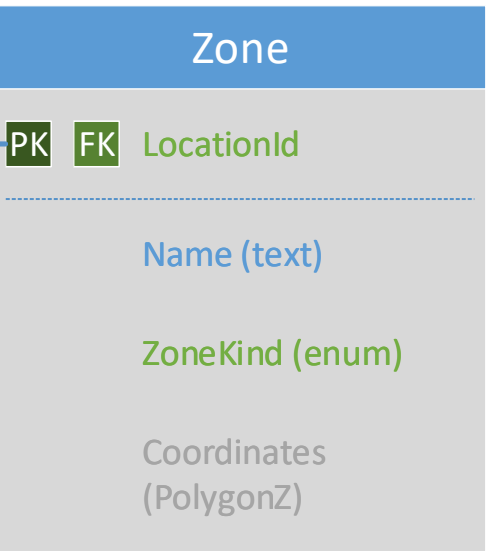 Zone
PK FK LocationId
Name (text)
ZoneKind (enum)
Coordinates
(PolygonZ)